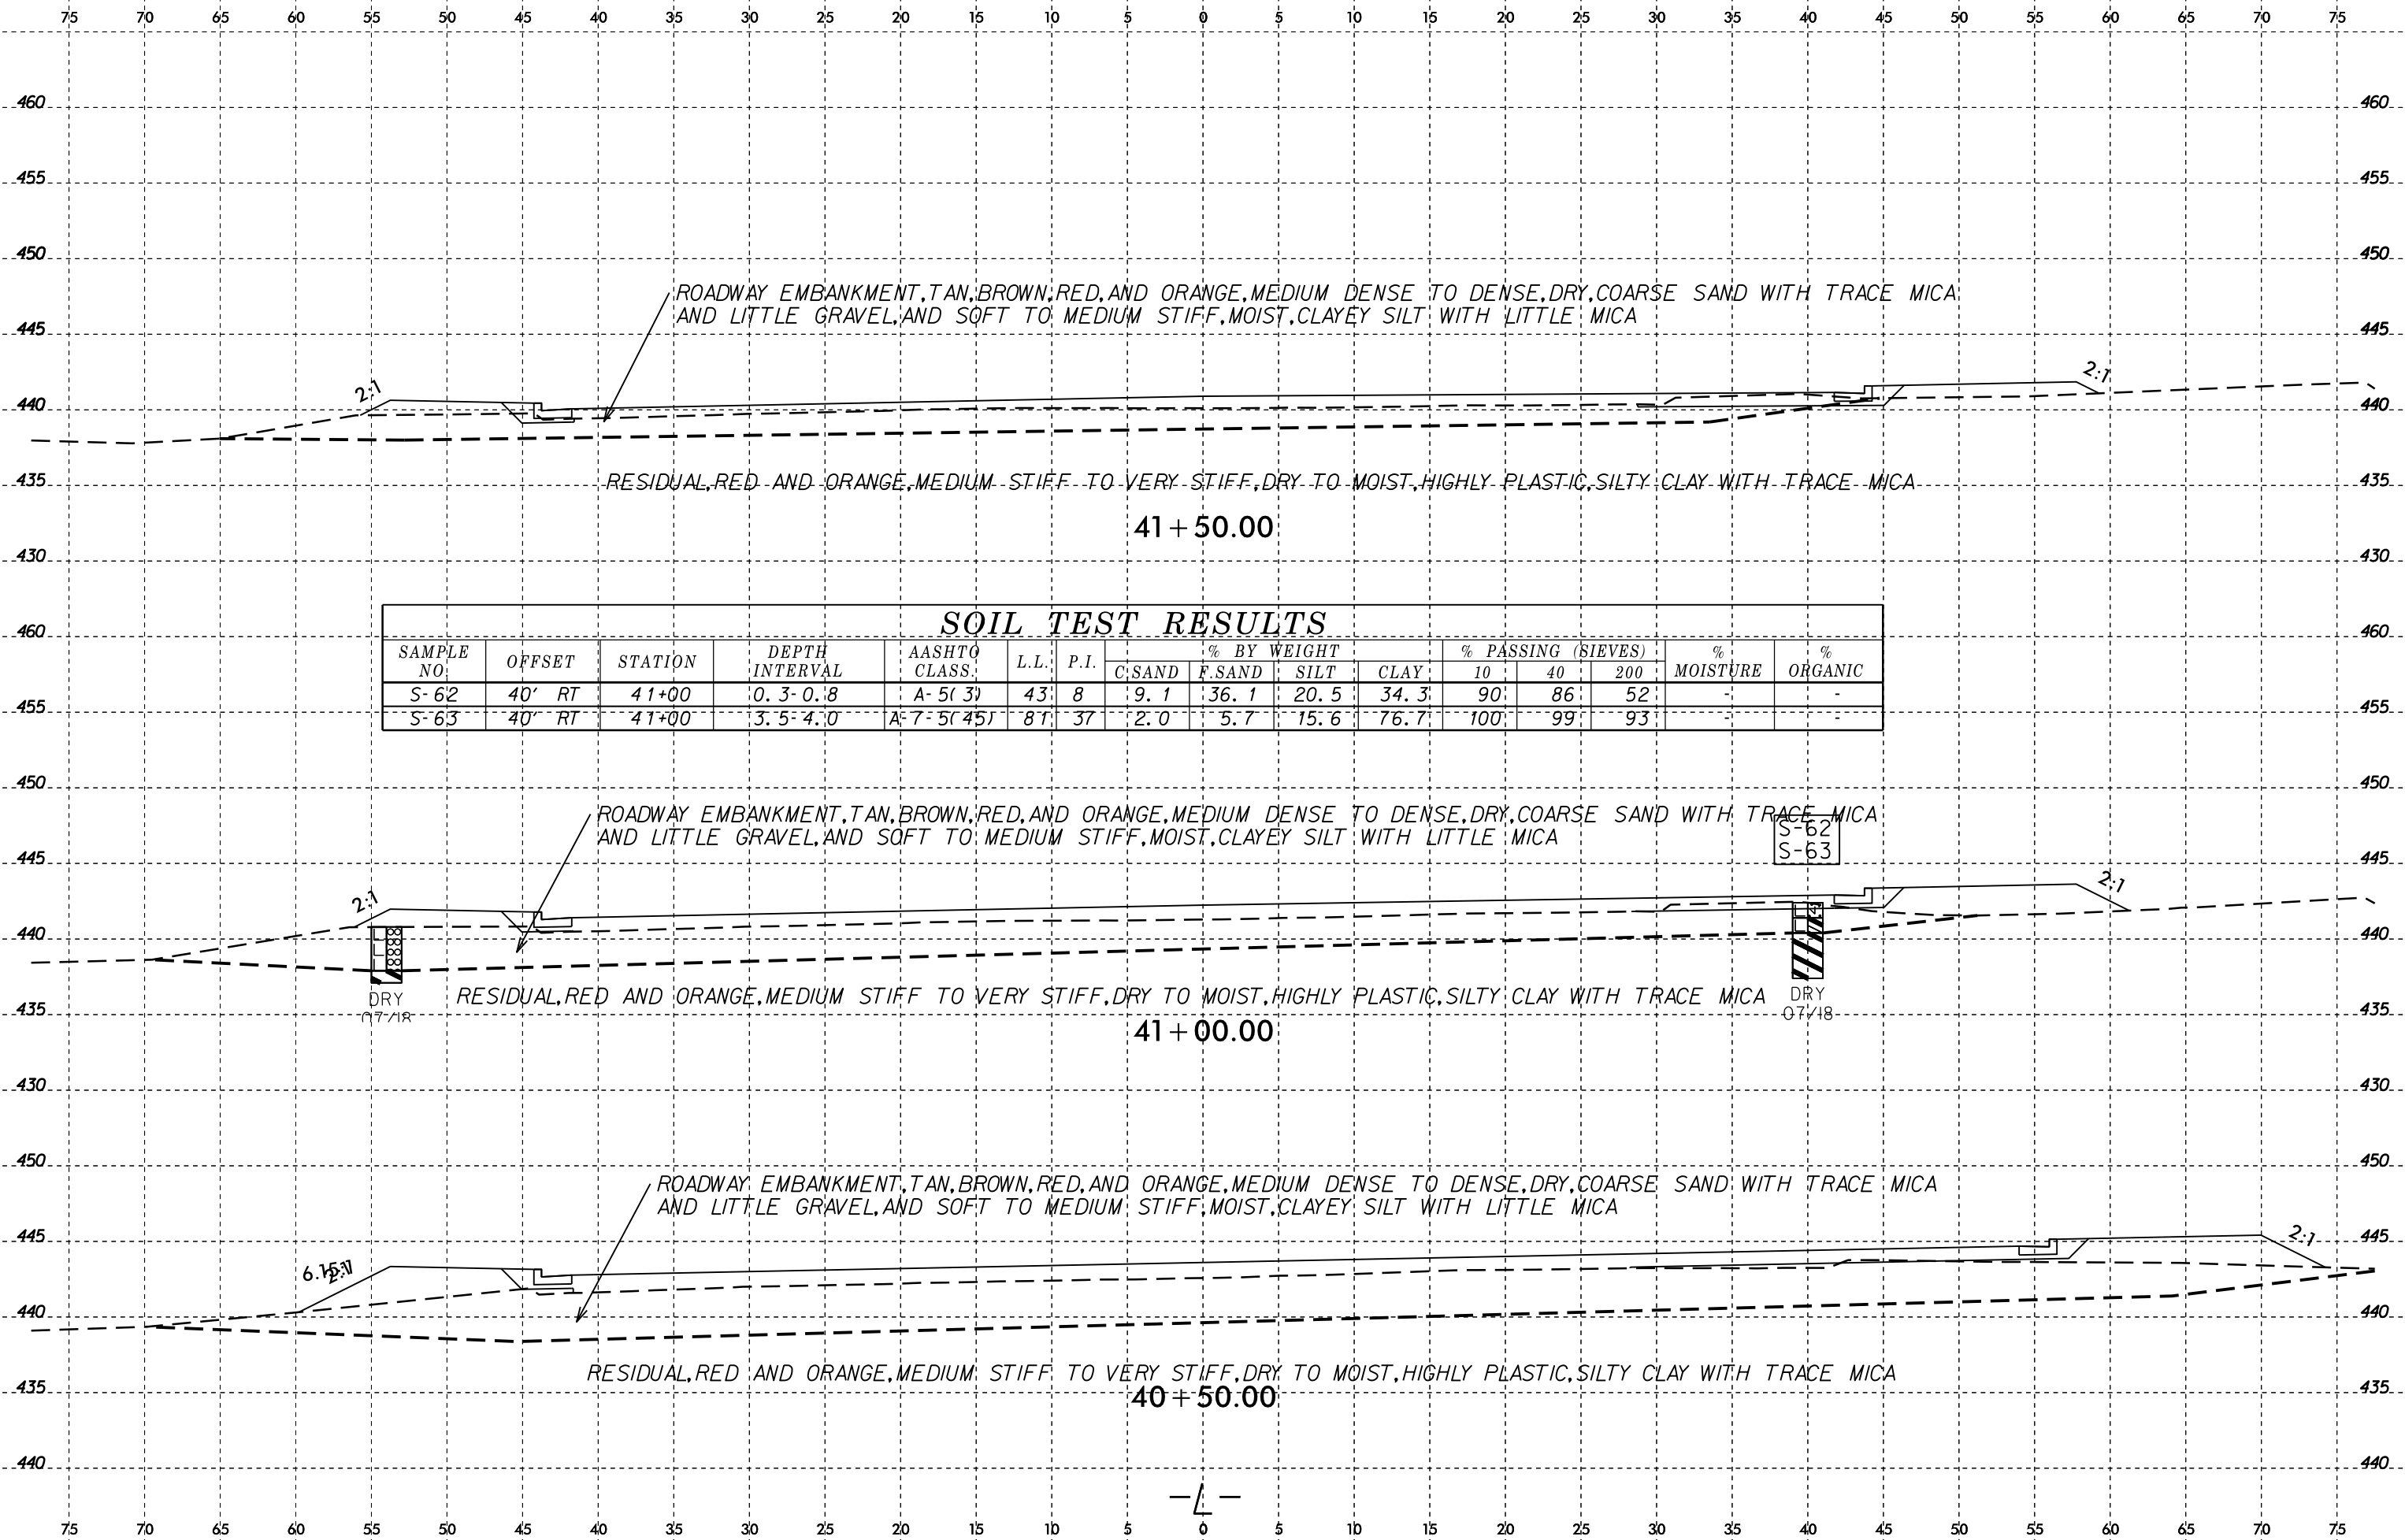 75 70 65 60 55 50 45 40 35 30 25 20 15 10 5 0 5 10 15 20 25 30 35 40 45 50 55 60 65 70 75
460 460
455 455
450 450
ROADWAY EMBANKMENT,TAN,BROWN,RED,AND ORANGE,MEDIUM DENSE TO DENSE,DRY,COARSE SAND WITH TRACE MICA
AND LITTLE GRAVEL,AND SOFT TO MEDIUM STIFF,MOIST,CLAYEY SILT WITH LITTLE MICA
445 445
2:1 2:1
440 440
RESIDUAL,RED AND ORANGE,MEDIUM STIFF TO VERY STIFF,DRY TO MOIST,HIGHLY PLASTIC,SILTY CLAY WITH TRACE MICA
435 435
41+50.00
430 430
SOIL TEST RESULTS
460 460
SAMPLE NO. OFFSET STATION DEPTH INTERVAL AASHTO CLASS. L.L. P.I. % BY WEIGHT % PASSING (SIEVES) % MOISTURE % ORGANIC
C.SAND F.SAND SILT CLAY 10 40 200
S-62 40' RT 41+00 0.3-0.8 A-5(3) 43 8 9.1 36.1 20.5 34.3 90 86 52 - -
455 455
S-63 40' RT 41+00 3.5-4.0 A-7-5(45) 81 37 2.0 5.7 15.6 76.7 100 99 93 - -
450 450
ROADWAY EMBANKMENT,TAN,BROWN,RED,AND ORANGE,MEDIUM DENSE TO DENSE,DRY,COARSE SAND WITH TRACE MICA
AND LITTLE GRAVEL,AND SOFT TO MEDIUM STIFF,MOIST,CLAYEY SILT WITH LITTLE MICA
S-62
S-63
445 445
2:1 2:1
440 440
DRY
07/18
RESIDUAL,RED AND ORANGE,MEDIUM STIFF TO VERY STIFF,DRY TO MOIST,HIGHLY PLASTIC,SILTY CLAY WITH TRACE MICA
DRY
07/18
435 435
41+00.00
430 430
450 450
ROADWAY EMBANKMENT,TAN,BROWN,RED,AND ORANGE,MEDIUM DENSE TO DENSE,DRY,COARSE SAND WITH TRACE MICA
AND LITTLE GRAVEL,AND SOFT TO MEDIUM STIFF,MOIST,CLAYEY SILT WITH LITTLE MICA
445 445
2:1 2:1
440 440
RESIDUAL,RED AND ORANGE,MEDIUM STIFF TO VERY STIFF,DRY TO MOIST,HIGHLY PLASTIC,SILTY CLAY WITH TRACE MICA
435 435
40+50.00
440 440
-L-
75 70 65 60 55 50 45 40 35 30 25 20 15 10 5 0 5 10 15 20 25 30 35 40 45 50 55 60 65 70 75